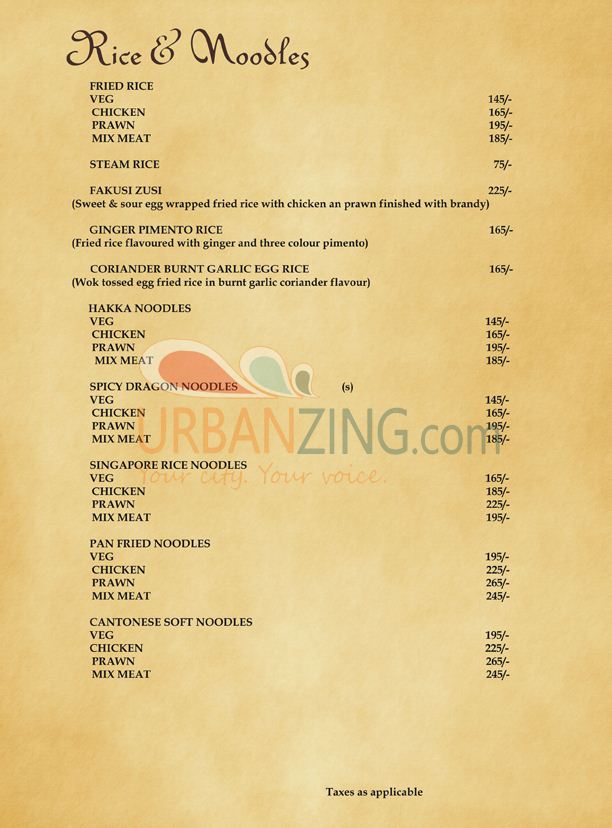 Rice & Noodles
FRIED RICE
VEG 145/-
CHICKEN 165/-
PRAWN 195/-
MIX MEAT 185/-
STEAM RICE 75/-
FAKUSI ZUSI 225/-
(Sweet & sour egg wrapped fried rice with chicken an prawn finished with brandy)
GINGER PIMENTO RICE 165/-
(Fried rice flavoured with ginger and three colour pimento)
CORIANDER BURNT GARLIC EGG RICE 165/-
(Wok tossed egg fried rice in burnt garlic coriander flavour)
HAKKA NOODLES
VEG 145/-
CHICKEN 165/-
PRAWN 195/-
MIX MEAT 185/-
SPICY DRAGON NOODLES (s)
VEG 145/-
CHICKEN 165/-
PRAWN 195/-
MIX MEAT 185/-
URBANZING.com
Your city. Your voice.
SINGAPORE RICE NOODLES
VEG 165/-
CHICKEN 185/-
PRAWN 225/-
MIX MEAT 195/-
PAN FRIED NOODLES
VEG 195/-
CHICKEN 225/-
PRAWN 265/-
MIX MEAT 245/-
CANTONESE SOFT NOODLES
VEG 195/-
CHICKEN 225/-
PRAWN 265/-
MIX MEAT 245/-
Taxes as applicable